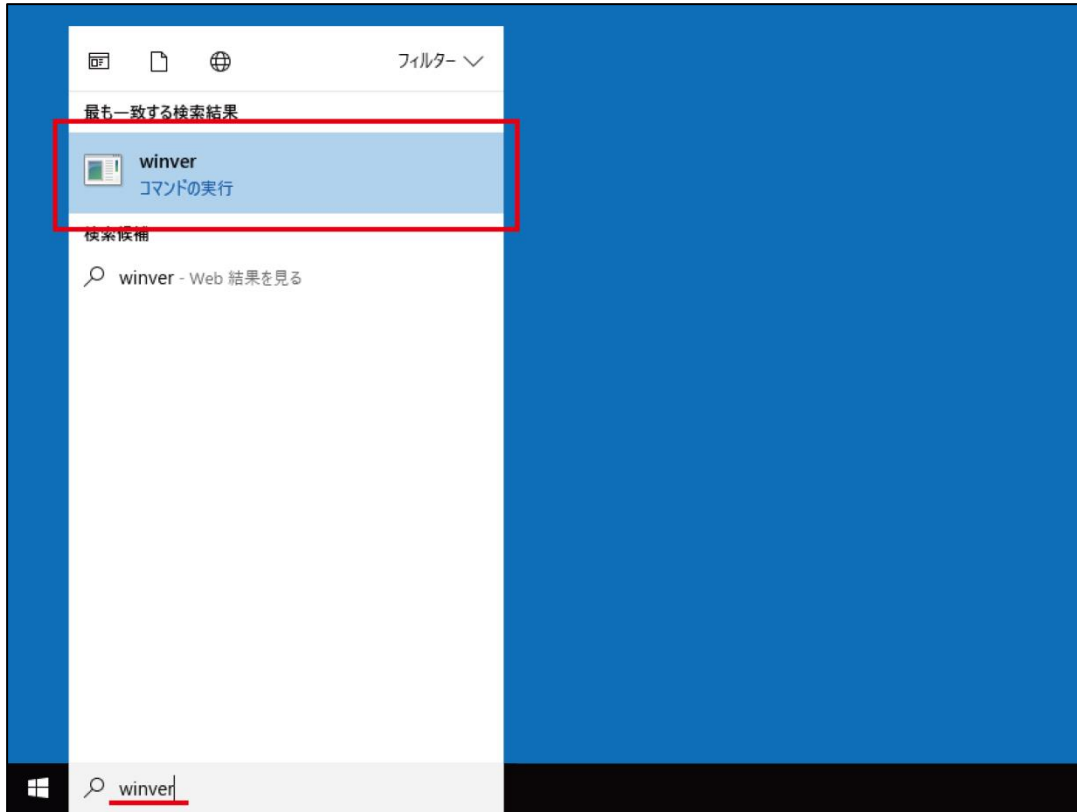 フィルター
最も一致する検索結果
winver
コマンドの実行
検索候補
winver - Web 結果を見る
winver